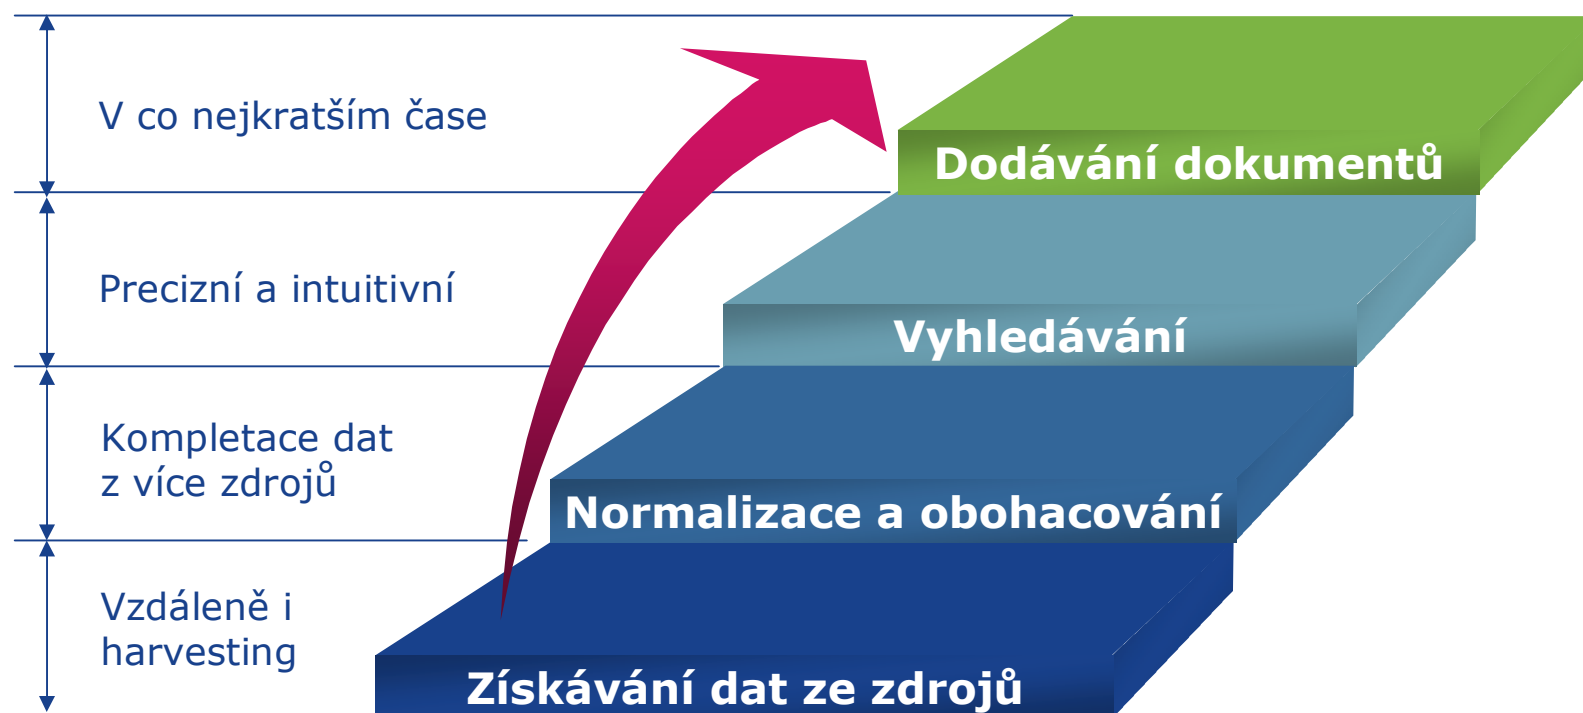 V co nejkratším čase
Dodávání dokumentů
Precizní a intuitivní
Vyhledávání
Kompletace dat
z více zdrojů
Normalizace a obohacování
Vzdáleně i
harvesting
Získávání dat ze zdrojů